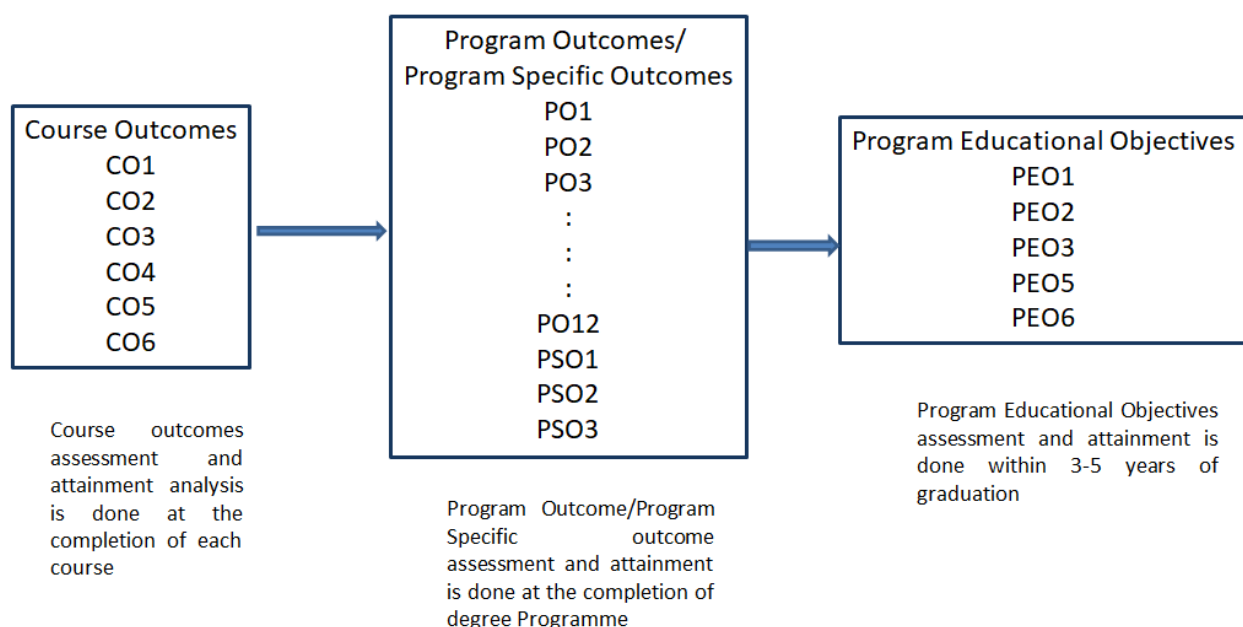 Course Outcomes
CO1
CO2
CO3
CO4
CO5
CO6
Course outcomes
assessment and
attainment analysis
is done at the
completion of each
course
Program Outcomes/
Program Specific Outcomes
PO1
PO2
PO3
:
:
:
PO12
PSO1
PSO2
PSO3
Program Outcome/Program
Specific outcome
assessment and attainment
is done at the completion of
degree Programme
Program Educational Objectives
PEO1
PEO2
PEO3
PEO5
PEO6
Program Educational Objectives
assessment and attainment is
done within 3-5 years of
graduation